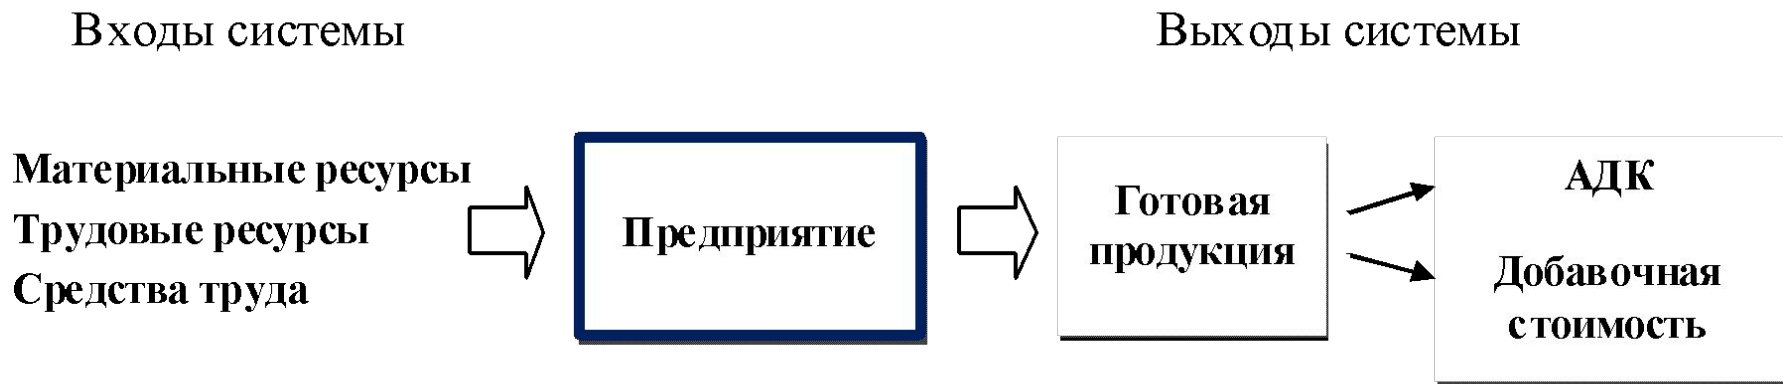 Входы системы
Выходы системы
Материальные ресурсы
Трудовые ресурсы
Средства труда
Предприятие
Готовая
продукция
АДК
Добавочная
стоимость